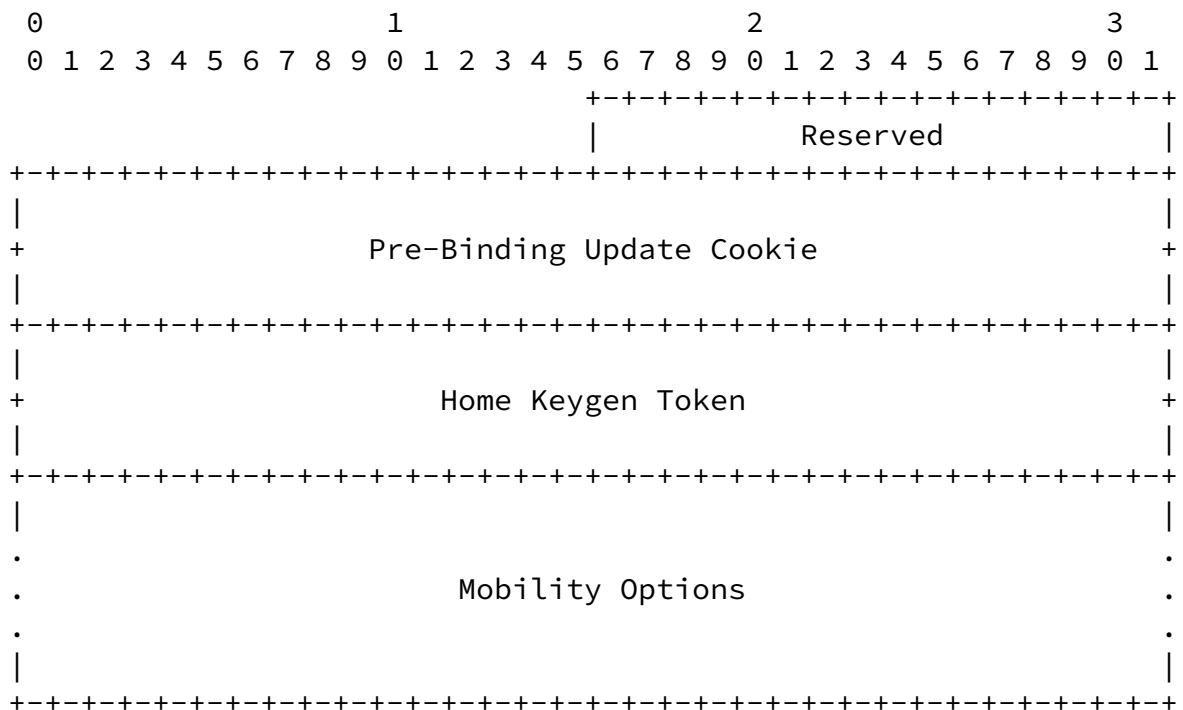 0                   1                   2                   3
 0 1 2 3 4 5 6 7 8 9 0 1 2 3 4 5 6 7 8 9 0 1 2 3 4 5 6 7 8 9 0 1
                                +-+-+-+-+-+-+-+-+-+-+-+-+-+-+-+-+
                                |           Reserved            |
+-+-+-+-+-+-+-+-+-+-+-+-+-+-+-+-+-+-+-+-+-+-+-+-+-+-+-+-+-+-+-+-+
|                                                               |
+                   Pre-Binding Update Cookie                   +
|                                                               |
+-+-+-+-+-+-+-+-+-+-+-+-+-+-+-+-+-+-+-+-+-+-+-+-+-+-+-+-+-+-+-+-+
|                                                               |
+                       Home Keygen Token                       +
|                                                               |
+-+-+-+-+-+-+-+-+-+-+-+-+-+-+-+-+-+-+-+-+-+-+-+-+-+-+-+-+-+-+-+-+
|                                                               |
.                                                               .
.                        Mobility Options                       .
.                                                               .
|                                                               |
+-+-+-+-+-+-+-+-+-+-+-+-+-+-+-+-+-+-+-+-+-+-+-+-+-+-+-+-+-+-+-+-+